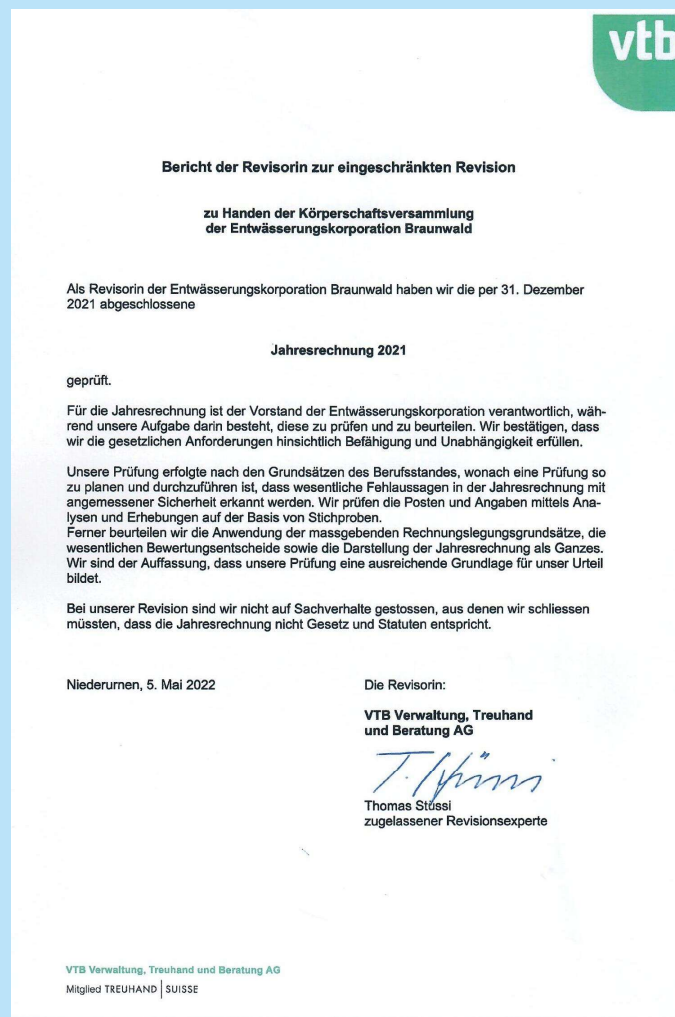 vtb
Bericht der Revisorin zur eingeschränkten Revision
zu Handen der Körperschaftsversammlung
der Entwässerungskorporation Braunwald
Als Revisorin der Entwässerungskorporation Braunwald haben wir die per 31. Dezember
2021 abgeschlossene
Jahresrechnung 2021
geprüft.
Für die Jahresrechnung ist der Vorstand der Entwässerungskorporation verantwortlich, wäh-
rend unsere Aufgabe darin besteht, diese zu prüfen und zu beurteilen. Wir bestätigen, dass
wir die gesetzlichen Anforderungen hinsichtlich Befähigung und Unabhängigkeit erfüllen.
Unsere Prüfung erfolgte nach den Grundsätzen des Berufsstandes, wonach eine Prüfung so
zu planen und durchzuführen ist, dass wesentliche Fehlaussagen in der Jahresrechnung mit
angemessener Sicherheit erkannt werden. Wir prüfen die Posten und Angaben mittels Ana-
lysen und Erhebungen auf der Basis von Stichproben.
Ferner beurteilen wir die Anwendung der massgebenden Rechnungslegungsgrundsätze, die
wesentlichen Bewertungsentscheide sowie die Darstellung der Jahresrechnung als Ganzes.
Wir sind der Auffassung, dass unsere Prüfung eine ausreichende Grundlage für unser Urteil
bildet.
Bei unserer Revision sind wir nicht auf Sachverhalte gestossen, aus denen wir schliessen
müssten, dass die Jahresrechnung nicht Gesetz und Statuten entspricht.
Niederurnen, 5. Mai 2022
Die Revisorin:
VTB Verwaltung, Treuhand
und Beratung AG
T. Stüssi
Thomas Stüssi
zugelassener Revisionsexperte
VTB Verwaltung, Treuhand und Beratung AG
Mitglied TREUHAND | SUISSE